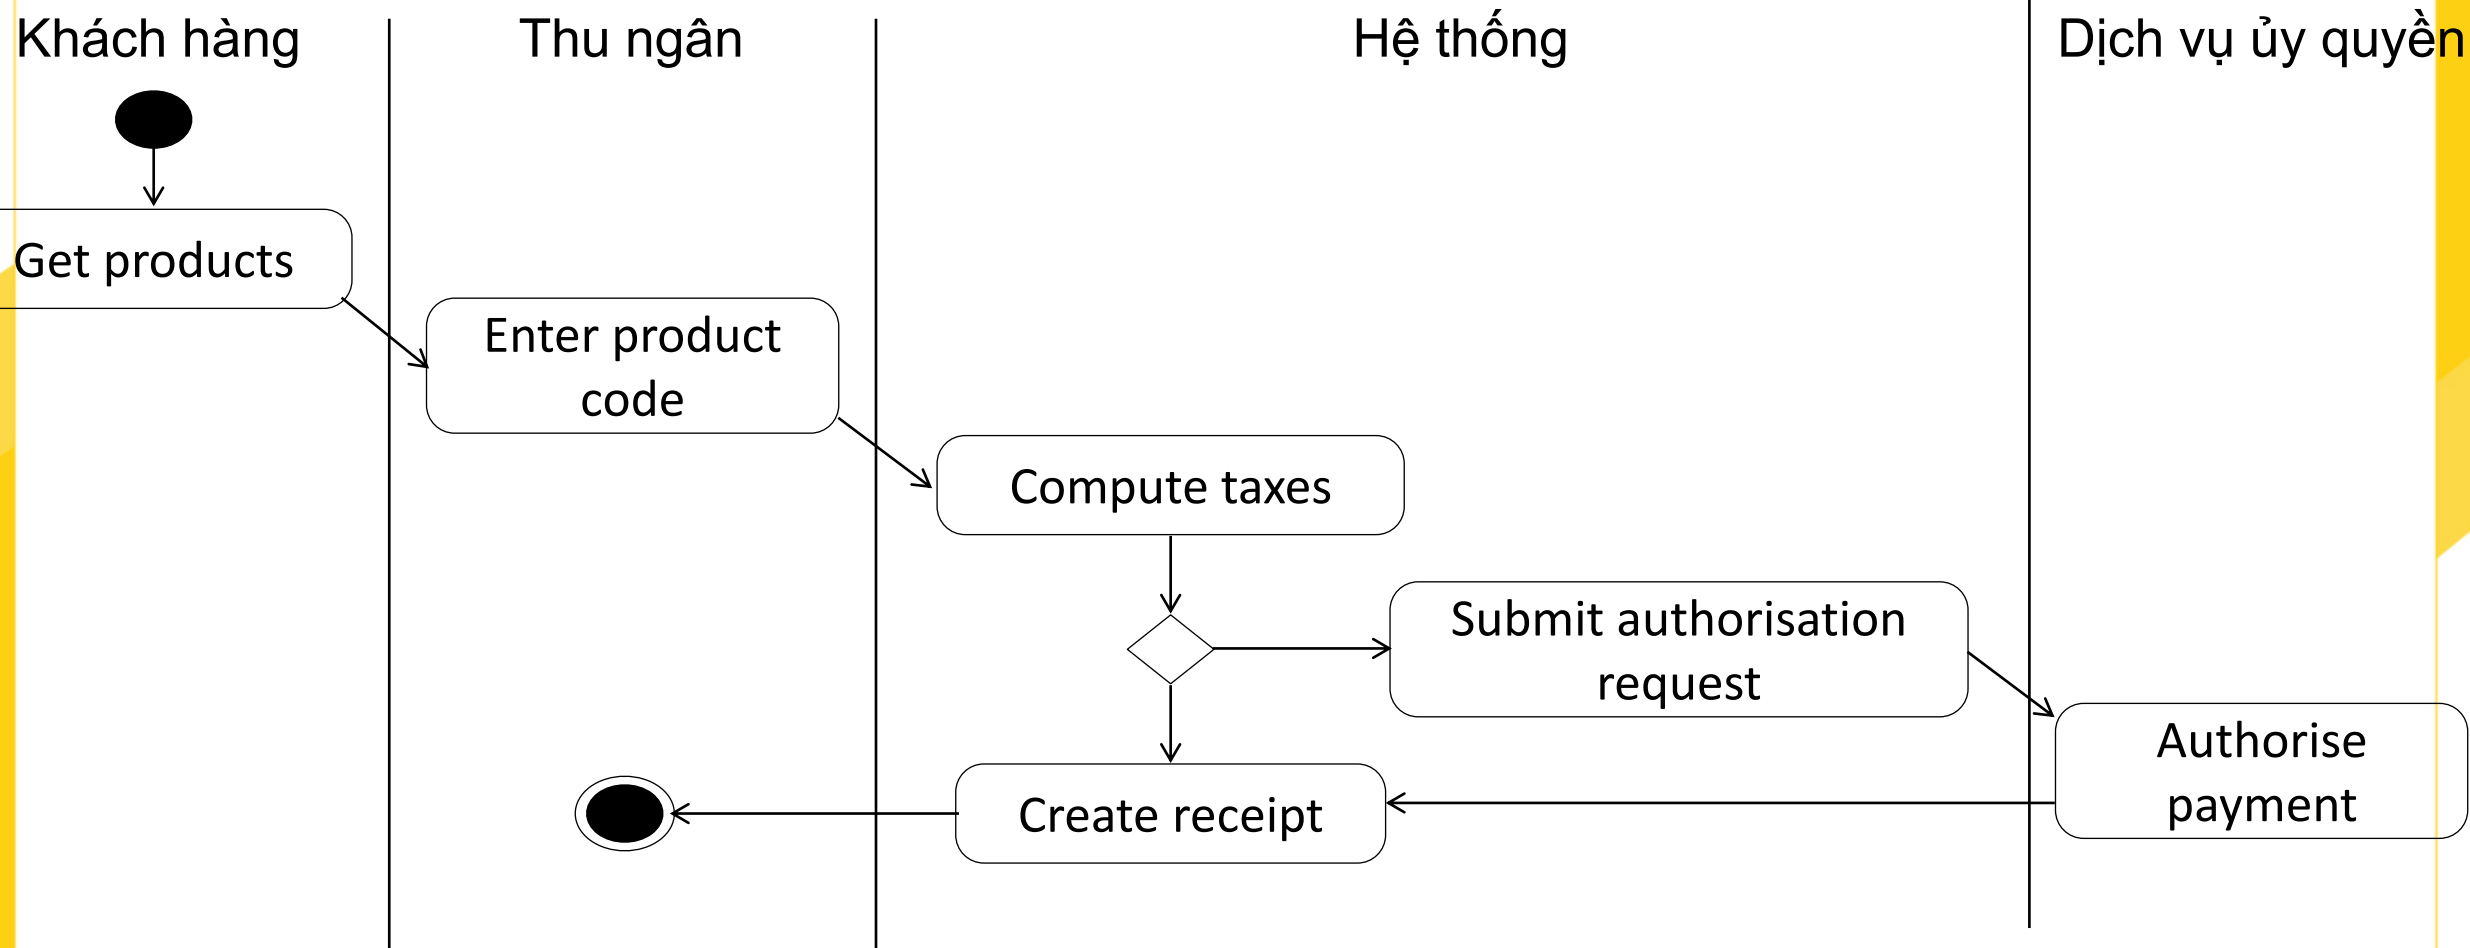 Khách hàng
Thu ngân
Hệ thống
Dịch vụ ủy quyền
Get products
Enter product
code
Compute taxes
Submit authorisation
request
Authorise
payment
Create receipt